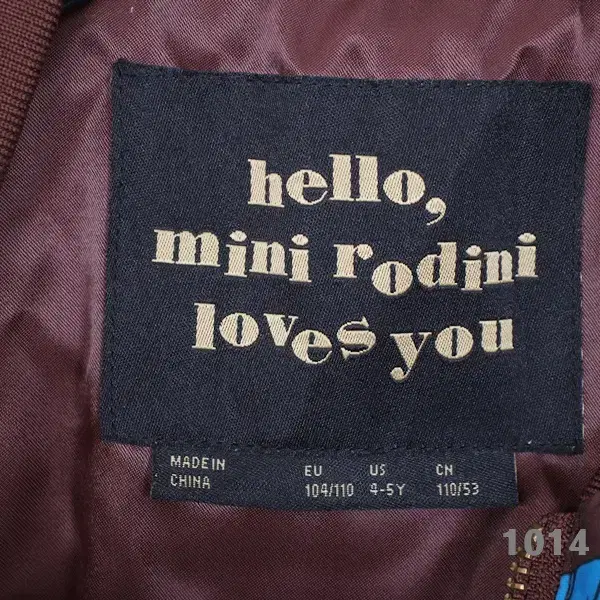 hello,
mini rodini
loves you
MADE IN
CHINA
EU
104/110
US
4-5Y
CN
110/53
1014